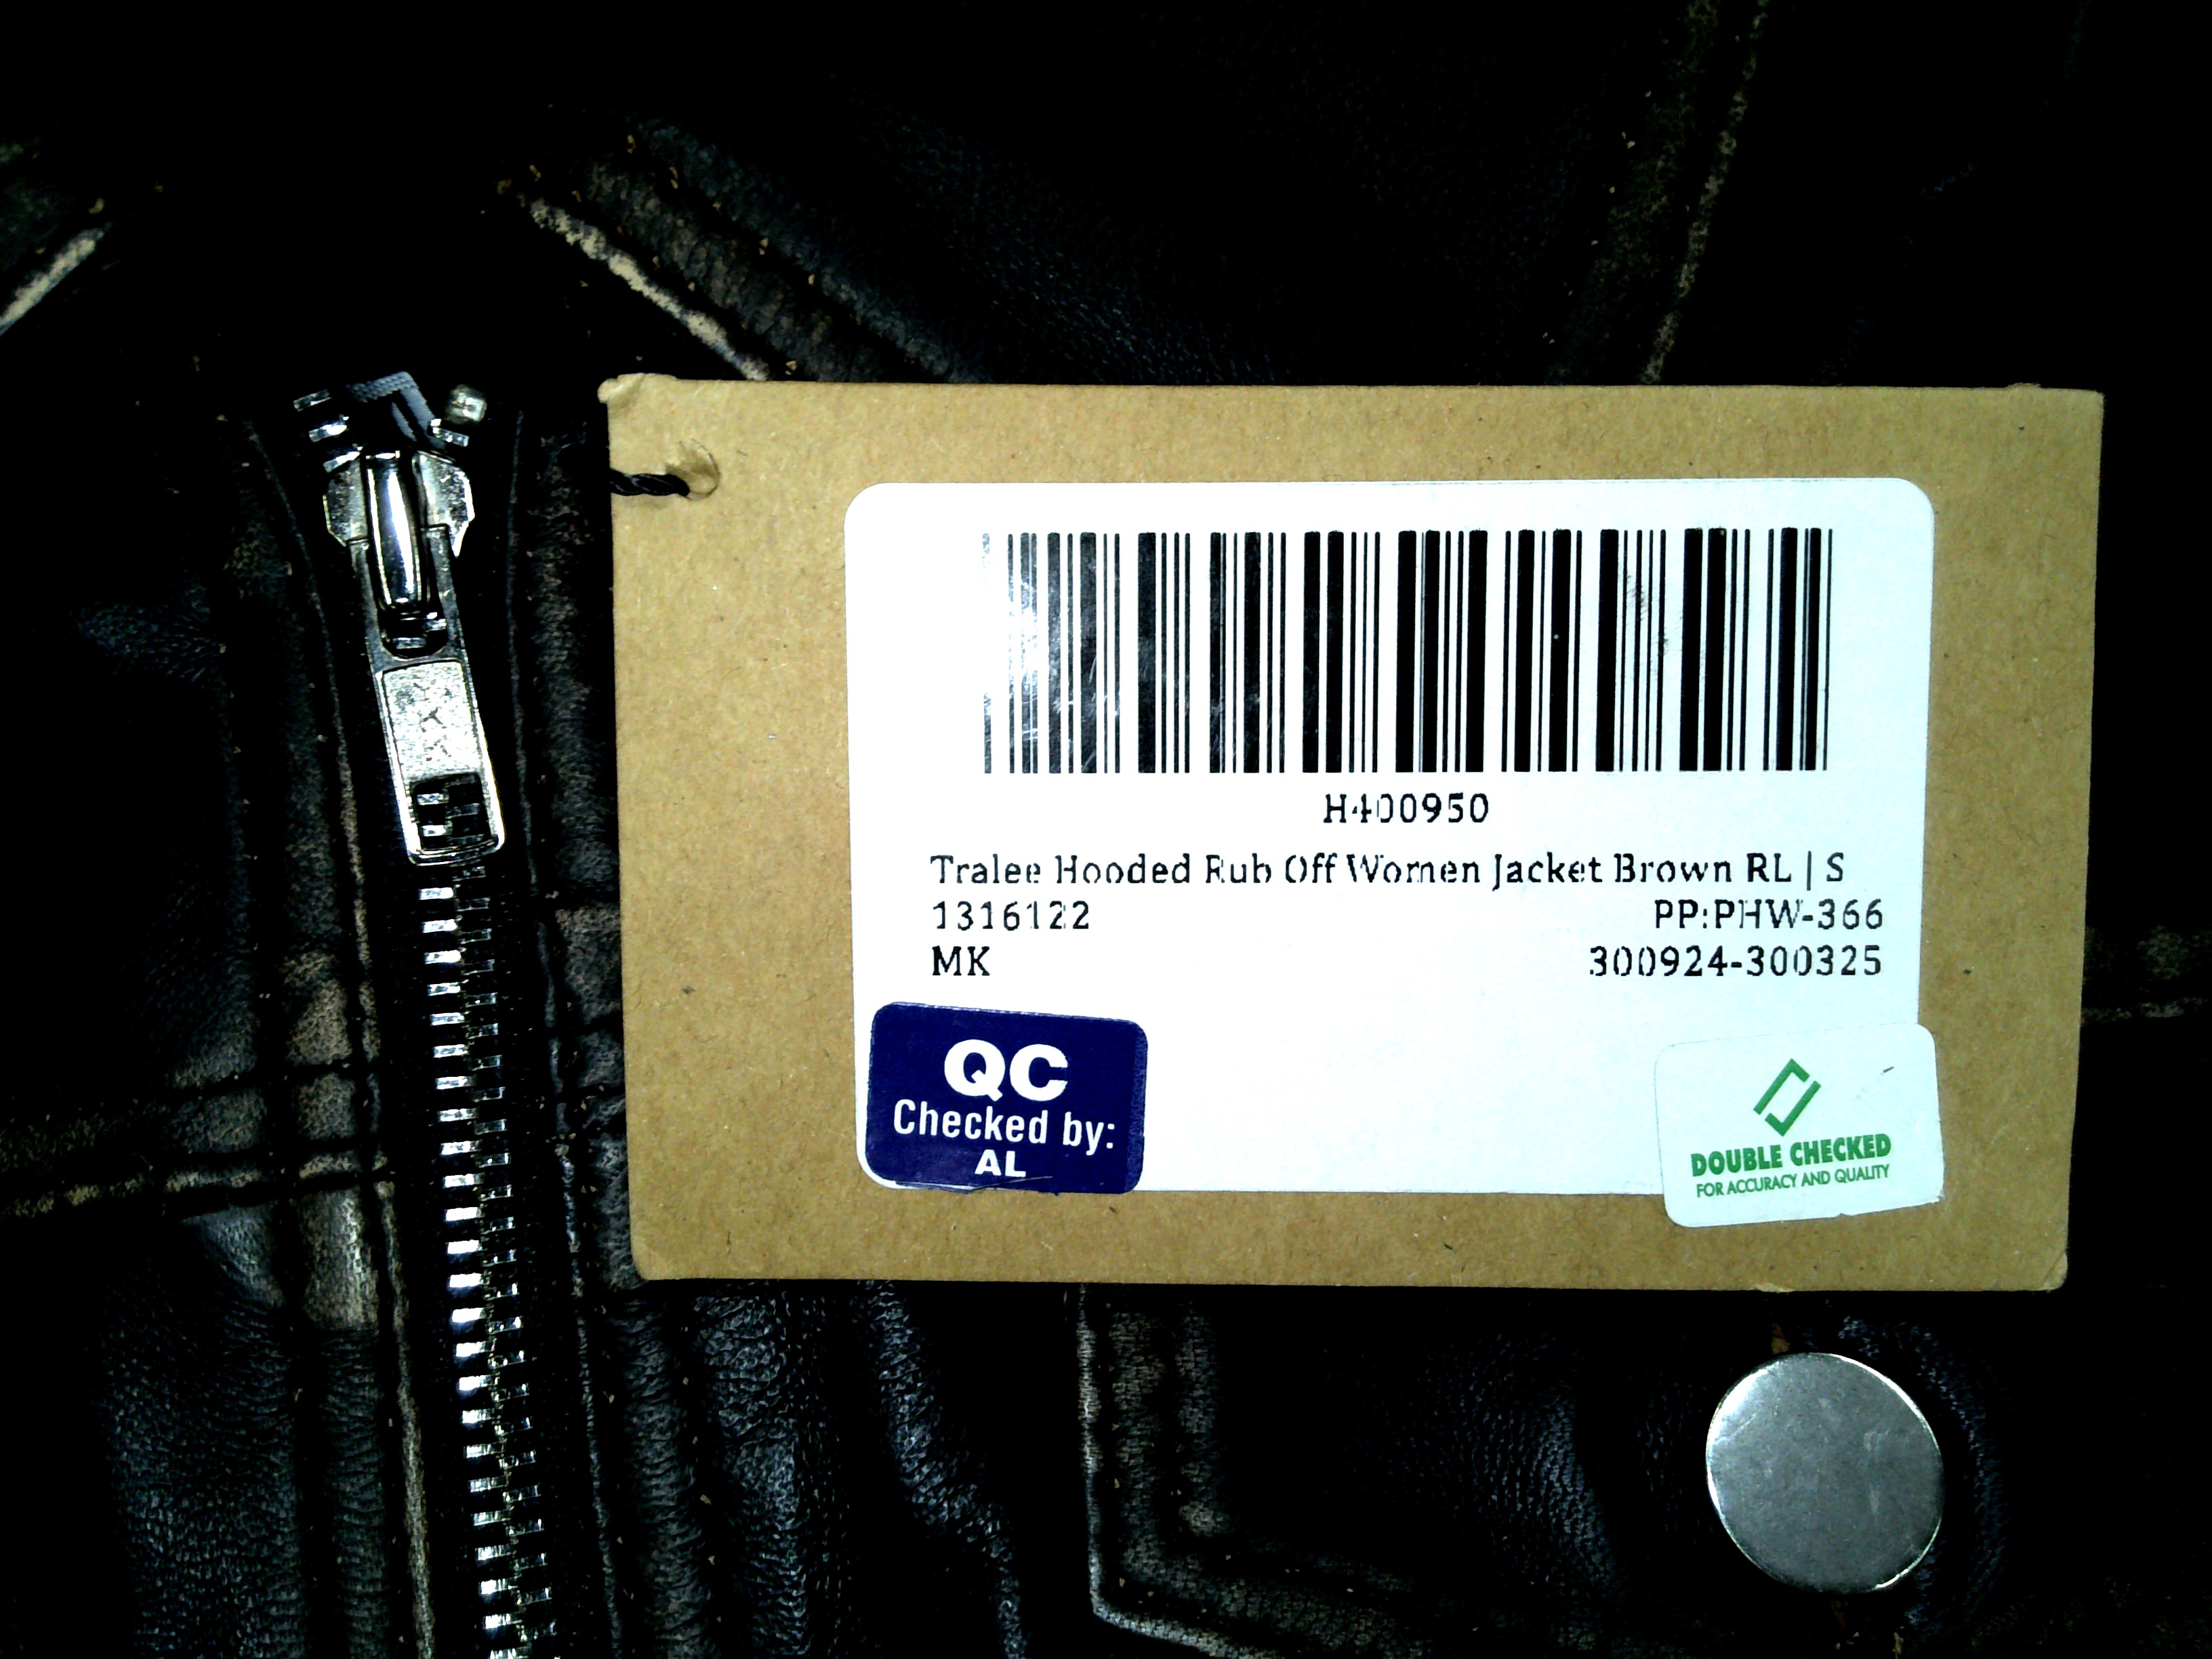 H400950
Tralee Hooded Rub Off Women Jacket Brown RL | S
1316122 PP:PHW-366
MK 300924-300325
QC
Checked by:
AL
DOUBLE CHECKED
FOR ACCURACY AND QUALITY